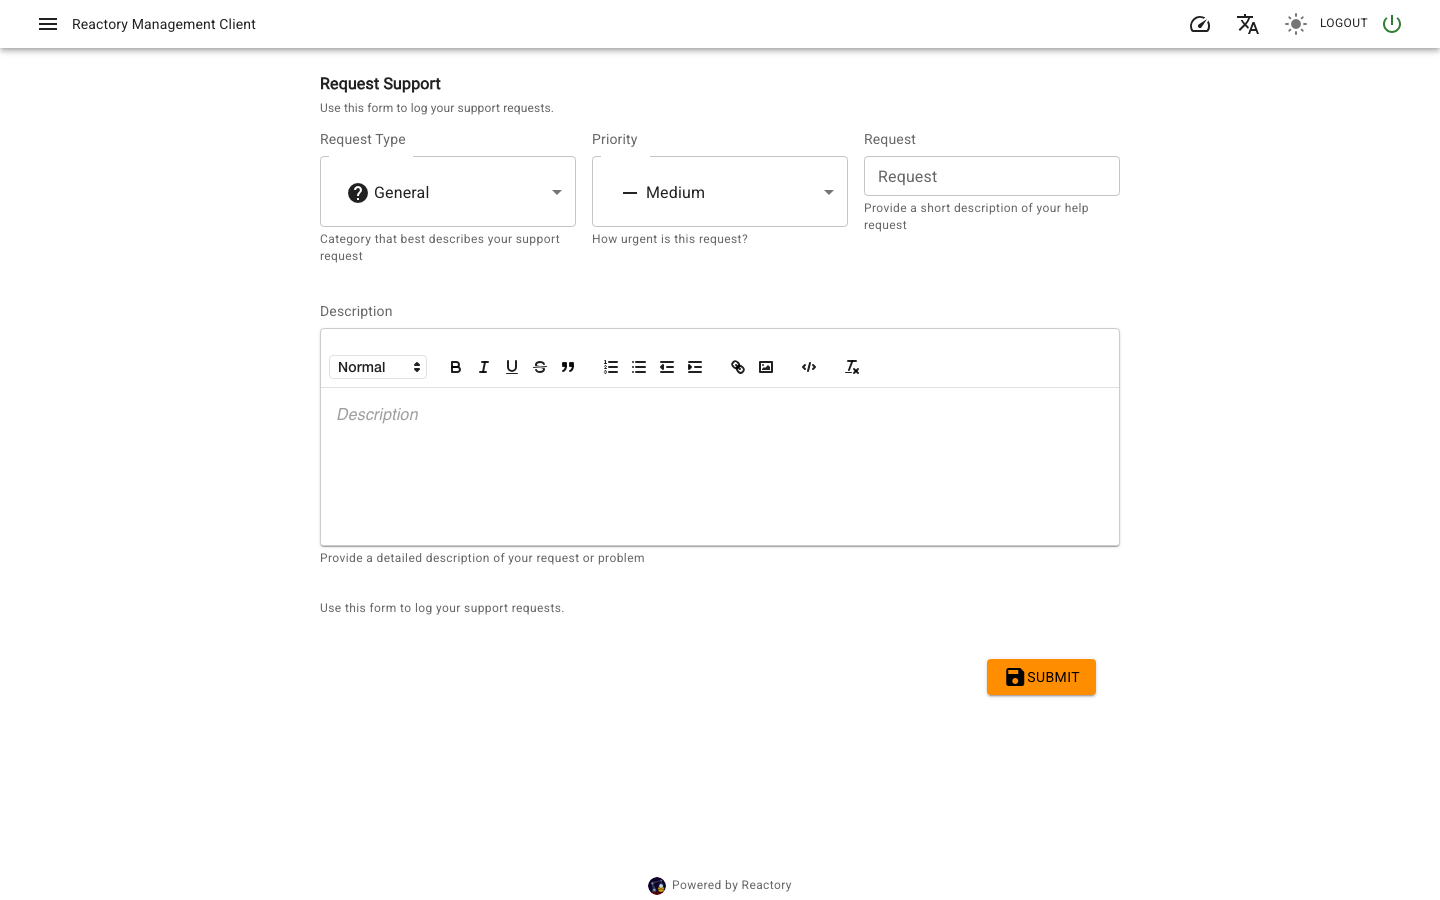 Reactory Management Client
LOGOUT
Request Support
Use this form to log your support requests.
Request Type
Priority
Request
General
Medium
Request
Category that best describes your support
request
How urgent is this request?
Provide a short description of your help
request
Description
Normal
Description
Provide a detailed description of your request or problem
Use this form to log your support requests.
SUBMIT
Powered by Reactory